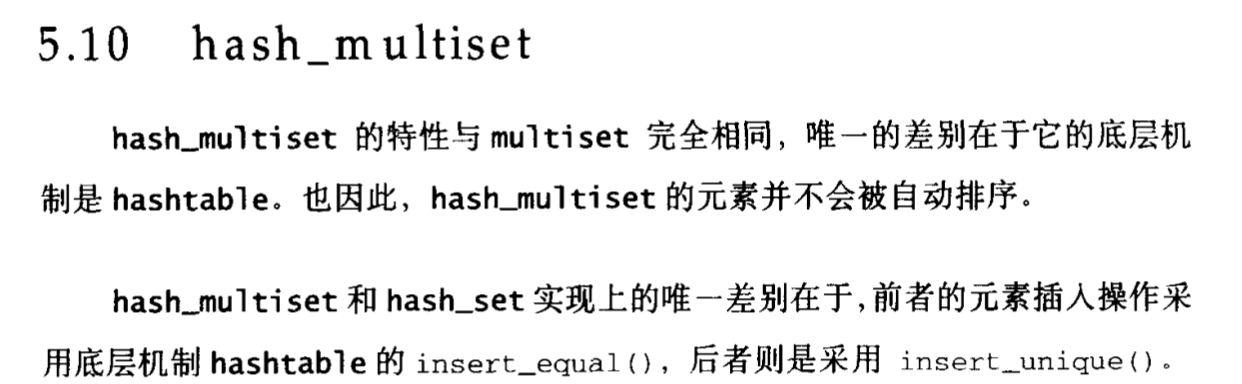 5.10 hash_multiset
hash_multiset 的特性与 multiset 完全相同，唯一的差别在于它的底层机
制是 hashtable。也因此，hash_multiset 的元素并不会被自动排序。
hash_multiset 和 hash_set 实现上的唯一差别在于，前者的元素插入操作采
用底层机制 hashtable 的 insert_equal()，后者则是采用 insert_unique()。